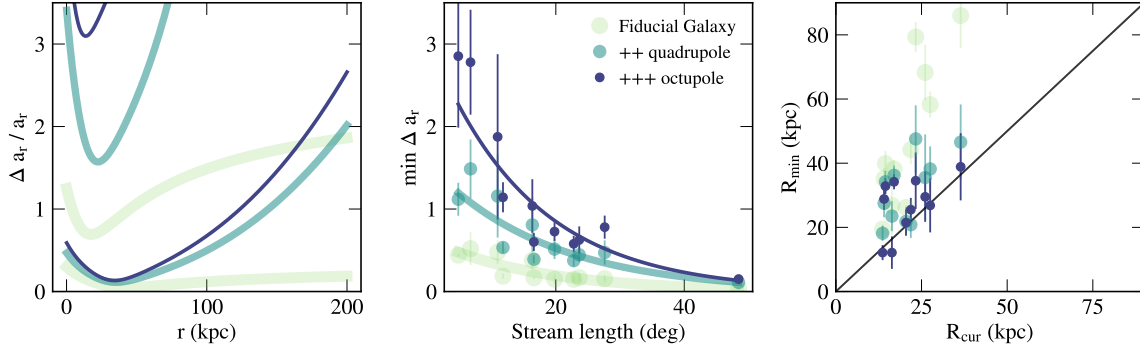 3
2
1
0
Δ a_r / a_r
0
100
200
r (kpc)
3
2
1
0
min Δ a_r
Fiducial Galaxy
++ quadrupole
+++ octupole
20
40
Stream length (deg)
80
60
40
20
0
R_min (kpc)
0
25
50
75
R_cur (kpc)